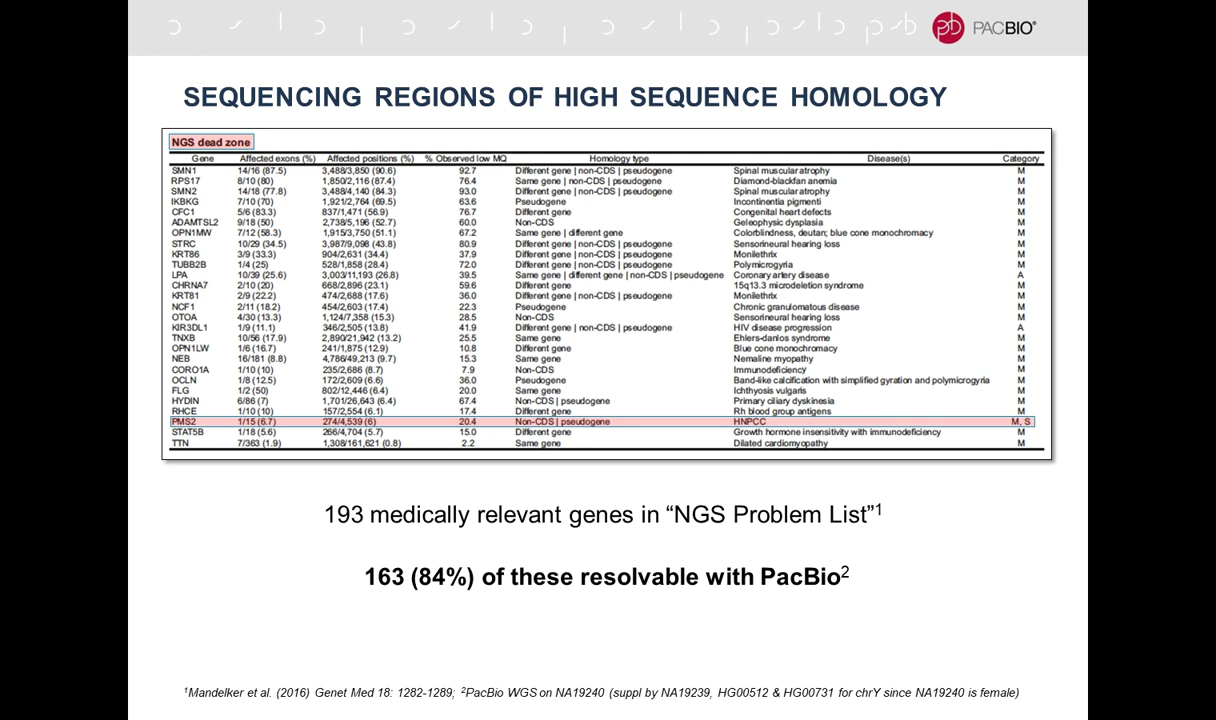 PACBIO®
SEQUENCING REGIONS OF HIGH SEQUENCE HOMOLOGY
NGS dead zone
Gene Affected exons (%) Affected positions (%) % Observed low MQ Homology type Disease(s) Category
SMN1 14/16 (87.5) 3,488/3,850 (90.6) 92.7 Different gene | non-CDS | pseudogene Spinal muscular atrophy M
RPS17 8/10 (80) 1,850/2,116 (87.4) 76.4 Same gene | non-CDS | pseudogene Diamond-blackfan anemia M
SMN2 14/18 (77.8) 3,488/4,140 (84.3) 93.0 Different gene | non-CDS | pseudogene Spinal muscular atrophy M
IKBKG 7/10 (70) 1,921/2,764 (69.5) 63.6 Pseudogene Incontinentia pigmenti M
CFC1 5/6 (83.3) 837/1,471 (56.9) 76.7 Different gene Congenital heart defects M
ADAMTSL2 9/18 (50) 2,738/5,196 (52.7) 60.0 Non-CDS Geleophysic dysplasia M
OPN1MW 7/12 (58.3) 1,915/3,750 (51.1) 67.2 Same gene | different gene Colorblindness, deutan; blue cone monochromacy M
STRC 10/29 (34.5) 3,987/9,098 (43.8) 80.9 Different gene | non-CDS | pseudogene Sensorineural hearing loss M
KRT86 3/9 (33.3) 904/2,631 (34.4) 37.9 Different gene | non-CDS | pseudogene Monilethrix M
TUBB2B 1/4 (25) 528/1,858 (28.4) 72.0 Different gene | non-CDS | pseudogene Polymicrogyria M
LPA 10/39 (25.6) 3,003/11,193 (26.8) 39.5 Same gene | different gene | non-CDS | pseudogene Coronary artery disease A
CHRNA7 2/10 (20) 668/2,896 (23.1) 59.6 Different gene 15q13.3 microdeletion syndrome M
KRT81 2/9 (22.2) 474/2,688 (17.6) 36.0 Different gene | non-CDS | pseudogene Monilethrix M
NCF1 2/11 (18.2) 454/2,603 (17.4) 22.3 Pseudogene Chronic granulomatous disease M
OTOA 4/30 (13.3) 1,124/7,358 (15.3) 28.5 Non-CDS Sensorineural hearing loss M
KIR3DL1 1/9 (11.1) 346/2,505 (13.8) 41.9 Different gene | non-CDS | pseudogene HIV disease progression A
TNXB 10/56 (17.9) 2,890/21,942 (13.2) 25.5 Same gene Ehlers-danlos syndrome M
OPN1LW 1/6 (16.7) 241/1,875 (12.9) 10.8 Different gene Blue cone monochromacy M
NEB 16/181 (8.8) 4,786/49,213 (9.7) 15.3 Same gene Nemaline myopathy M
CORO1A 1/10 (10) 235/2,686 (8.7) 7.9 Non-CDS Immunodeficiency M
OCLN 1/8 (12.5) 172/2,609 (6.6) 36.0 Pseudogene Band-like calcification with simplified gyration and polymicrogyria M
FLG 1/2 (50) 802/12,446 (6.4) 20.0 Same gene Ichthyosis vulgaris M
HYDIN 6/86 (7) 1,701/26,643 (6.4) 67.4 Non-CDS | pseudogene Primary ciliary dyskinesia M
RHCE 1/10 (10) 157/2,554 (6.1) 17.4 Different gene Rh blood group antigens M
PMS2 1/15 (6.7) 274/4,539 (6) 20.4 Non-CDS | pseudogene HNPCC M, S
STAT5B 1/18 (5.6) 266/4,704 (5.7) 15.0 Different gene Growth hormone insensitivity with immunodeficiency M
TTN 7/363 (1.9) 1,308/161,621 (0.8) 2.2 Same gene Dilated cardiomyopathy M
193 medically relevant genes in “NGS Problem List”1
163 (84%) of these resolvable with PacBio2
1Mandelker et al. (2016) Genet Med 18: 1282-1289; 2PacBio WGS on NA19240 (suppl by NA19239, HG00512 & HG00731 for chrY since NA19240 is female)